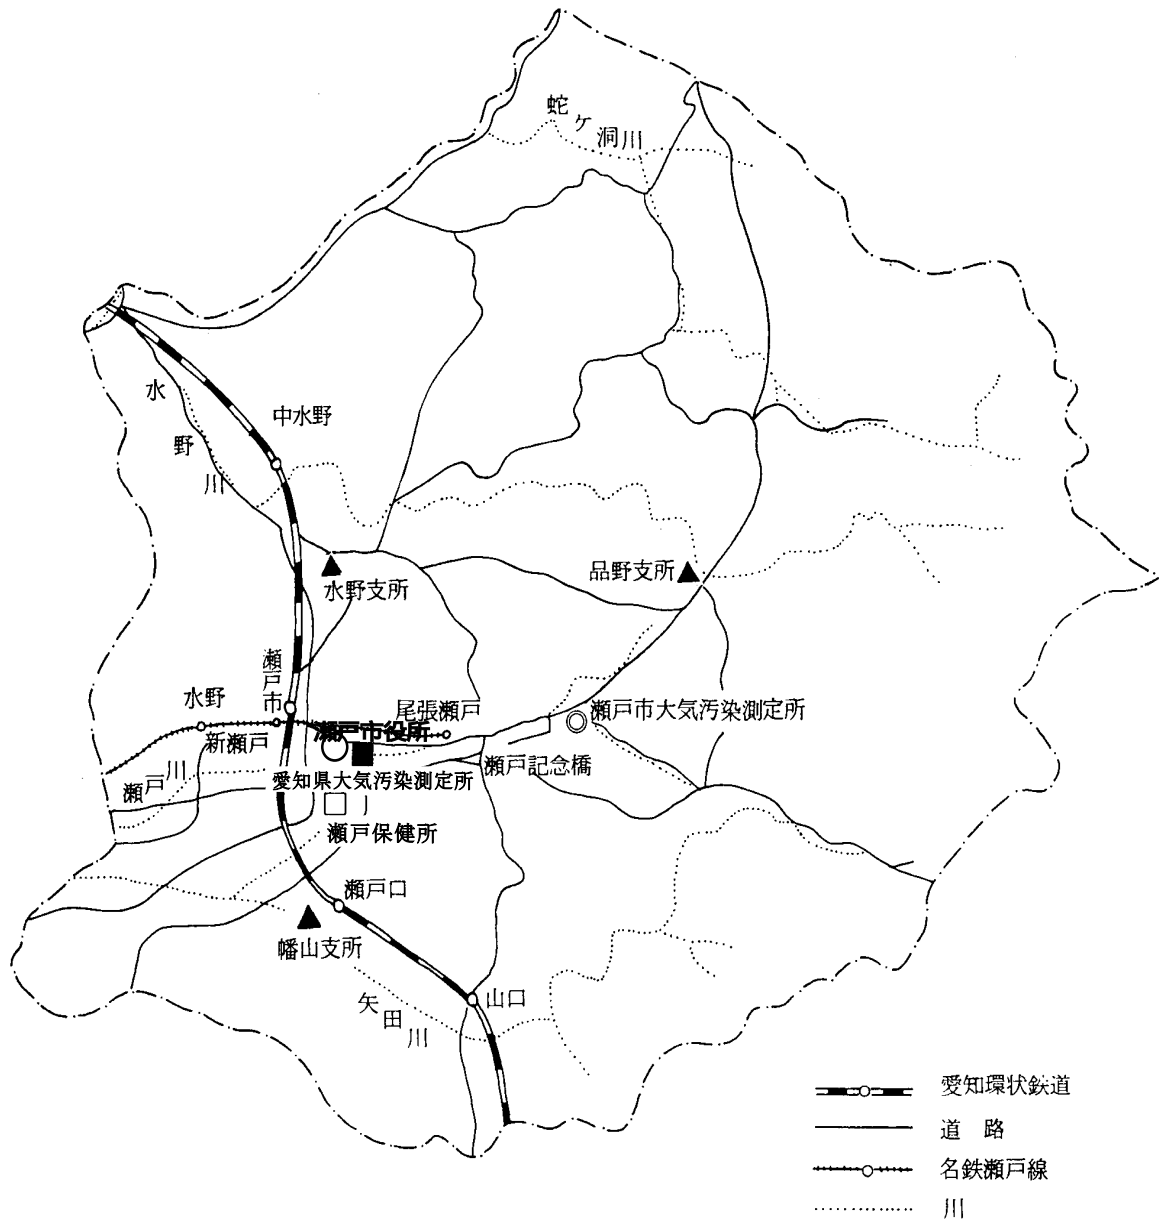 蛇ヶ洞川
水野川
中水野
水野支所
品野支所
瀬戸市
水野
尾張瀬戸
瀬戸市大気汚染測定所
瀬戸市役所
新瀬戸
瀬戸記念橋
瀬戸川
愛知県大気汚染測定所
瀬戸保健所
瀬戸口
幡山支所
山口
矢田川
愛知環状鉄道
道　路
名鉄瀬戸線
川